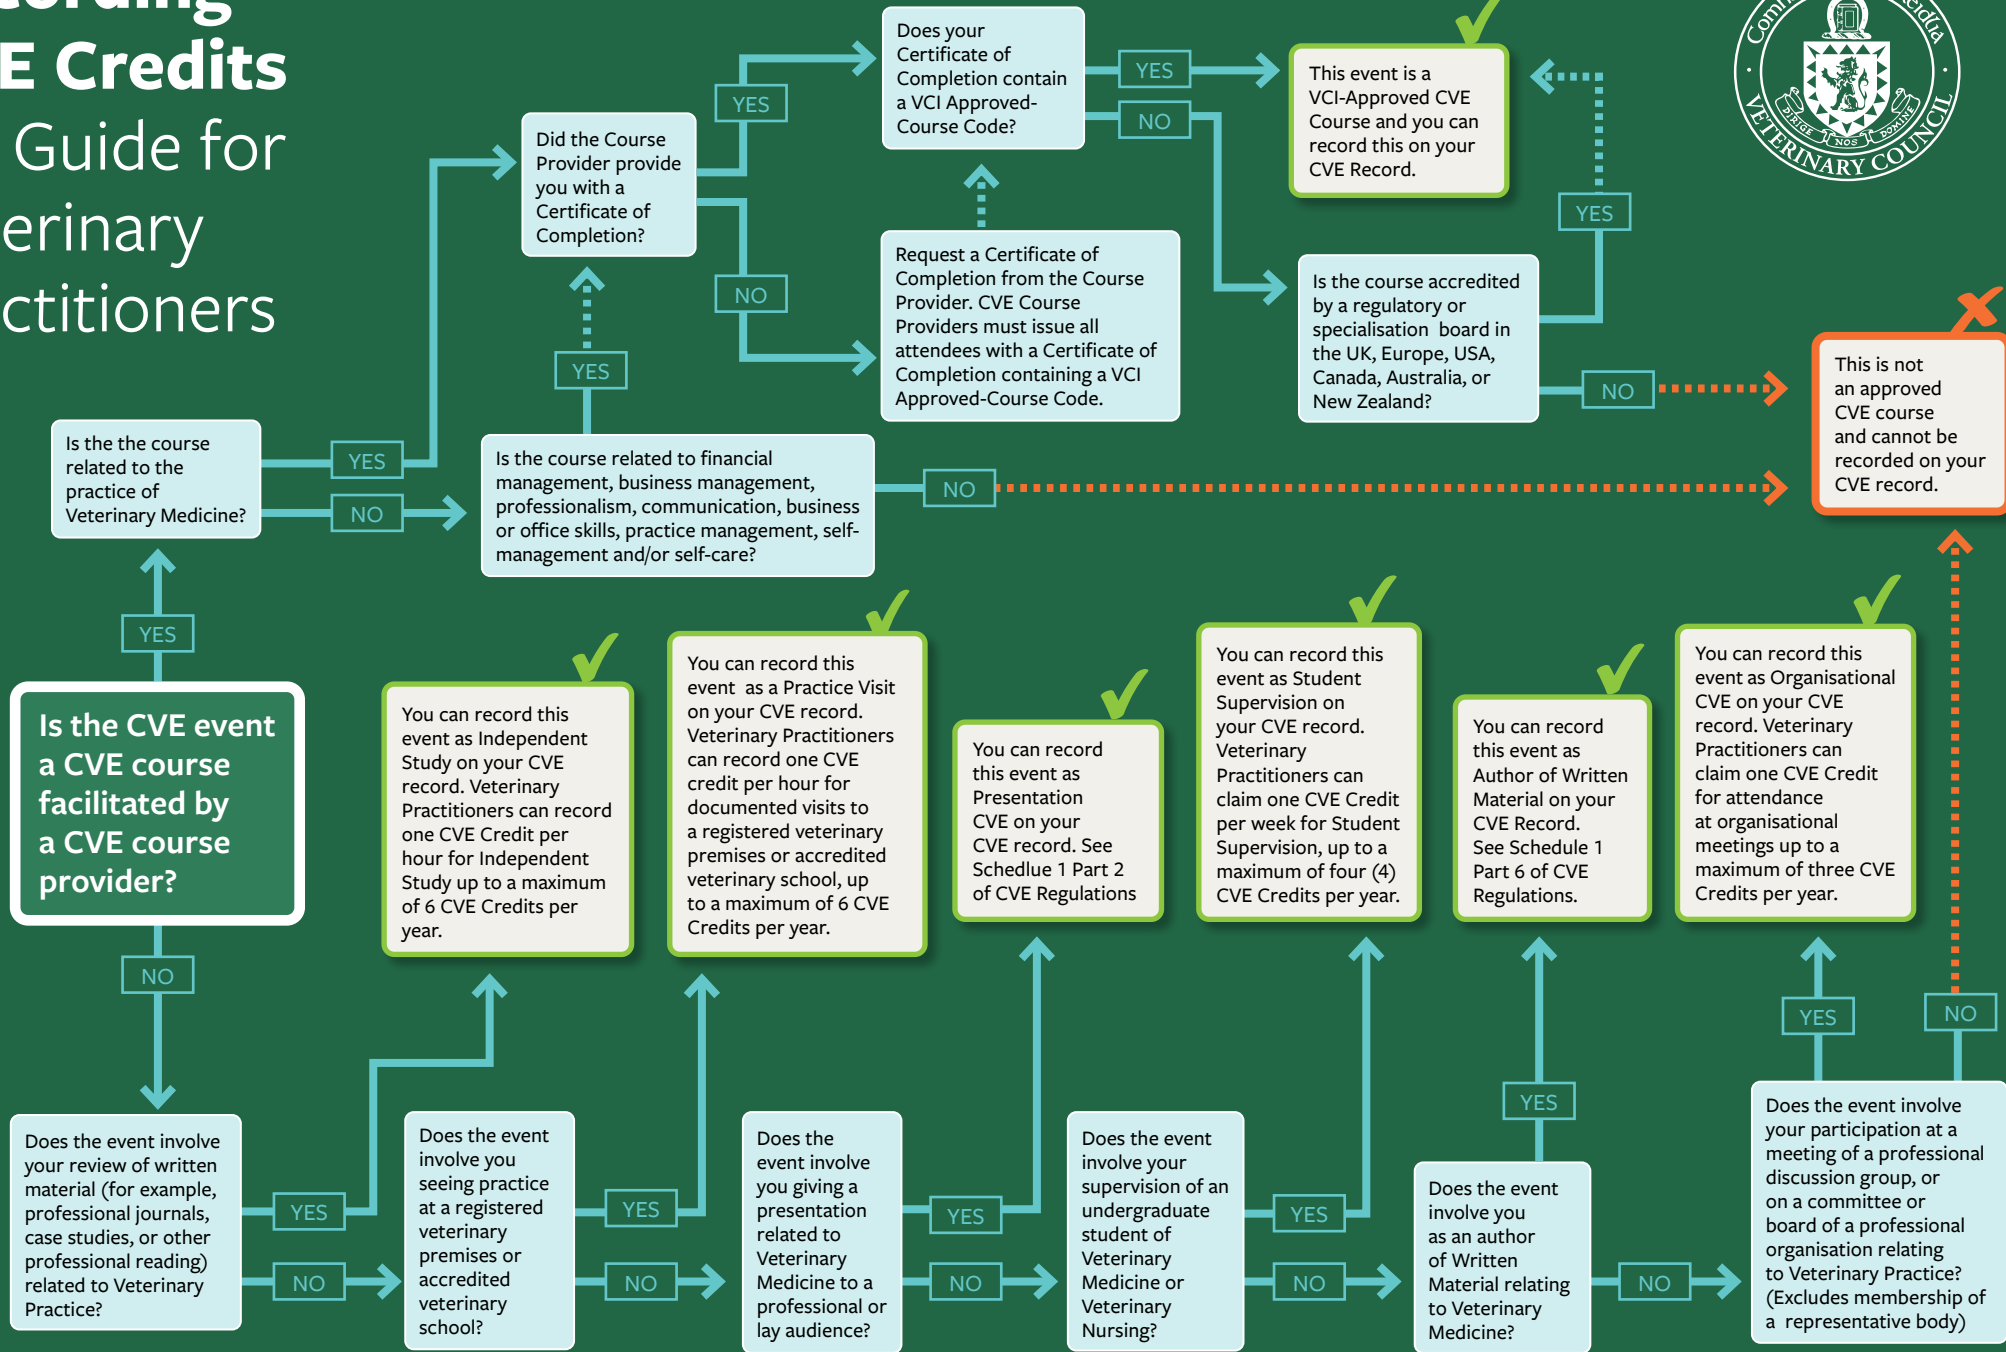 E Credits
Guide for
Does your
Certificate of
Completion contain
a VCI Approved-
Course Code?
YES
NO
This event is a
VCI-Approved CVE
Course and you can
record this on your
CVE Record.
VETERINARY COUNCIL
DIRIGE
NOS
DOMINE
YES
Did the Course
Provider provide
you with a
Certificate of
Completion?
YES
NO
Request a Certificate of
Completion from the Course
Provider. CVE Course
Providers must issue all
attendees with a Certificate of
Completion containing a VCI
Approved-Course Code.
Is the course accredited
by a regulatory or
specialisation board in
the UK, Europe, USA,
Canada, Australia, or
New Zealand?
NO
This is not
an approved
CVE course
and cannot be
recorded on your
CVE record.
Is the the course
related to the
practice of
Veterinary Medicine?
YES
NO
Is the course related to financial
management, business management,
professionalism, communication, business
or office skills, practice management, self-
management and/or self-care?
NO
YES
Is the CVE event
a CVE course
facilitated by
a CVE course
provider?
NO
You can record this
event as Independent
Study on your CVE
record. Veterinary
Practitioners can record
one CVE Credit per
hour for Independent
Study up to a maximum
of 6 CVE Credits per
year.
You can record this
event as a Practice Visit
on your CVE record.
Veterinary Practitioners
can record one CVE
credit per hour for
documented visits to
a registered veterinary
premises or accredited
veterinary school, up
to a maximum of 6 CVE
Credits per year.
You can record
this event as
Presentation
CVE on your
CVE record. See
Schedlue 1 Part 2
of CVE Regulations
You can record this
event as Student
Supervision on
your CVE record.
Veterinary
Practitioners can
claim one CVE Credit
per week for Student
Supervision, up to a
maximum of four (4)
CVE Credits per year.
You can record
this event as
Author of Written
Material on your
CVE Record.
See Schedule 1
Part 6 of CVE
Regulations.
You can record this
event as Organisational
CVE on your CVE
record. Veterinary
Practitioners can
claim one CVE Credit
for attendance
at organisational
meetings up to a
maximum of three CVE
Credits per year.
YES
NO
Does the event involve
your review of written
material (for example,
professional journals,
case studies, or other
professional reading)
related to Veterinary
Practice?
YES
NO
Does the event
involve you
seeing practice
at a registered
veterinary
premises or
accredited
veterinary
school?
YES
NO
Does the
event involve
you giving a
presentation
related to
Veterinary
Medicine to a
professional or
lay audience?
YES
NO
Does the event
involve your
supervision of an
undergraduate
student of
Veterinary
Medicine or
Veterinary
Nursing?
YES
NO
YES
Does the event
involve you
as an author
of Written
Material relating
to Veterinary
Medicine?
NO
Does the event involve
your participation at a
meeting of a professional
discussion group, or
on a committee or
board of a professional
organisation relating
to Veterinary Practice?
(Excludes membership of
a representative body)
YES